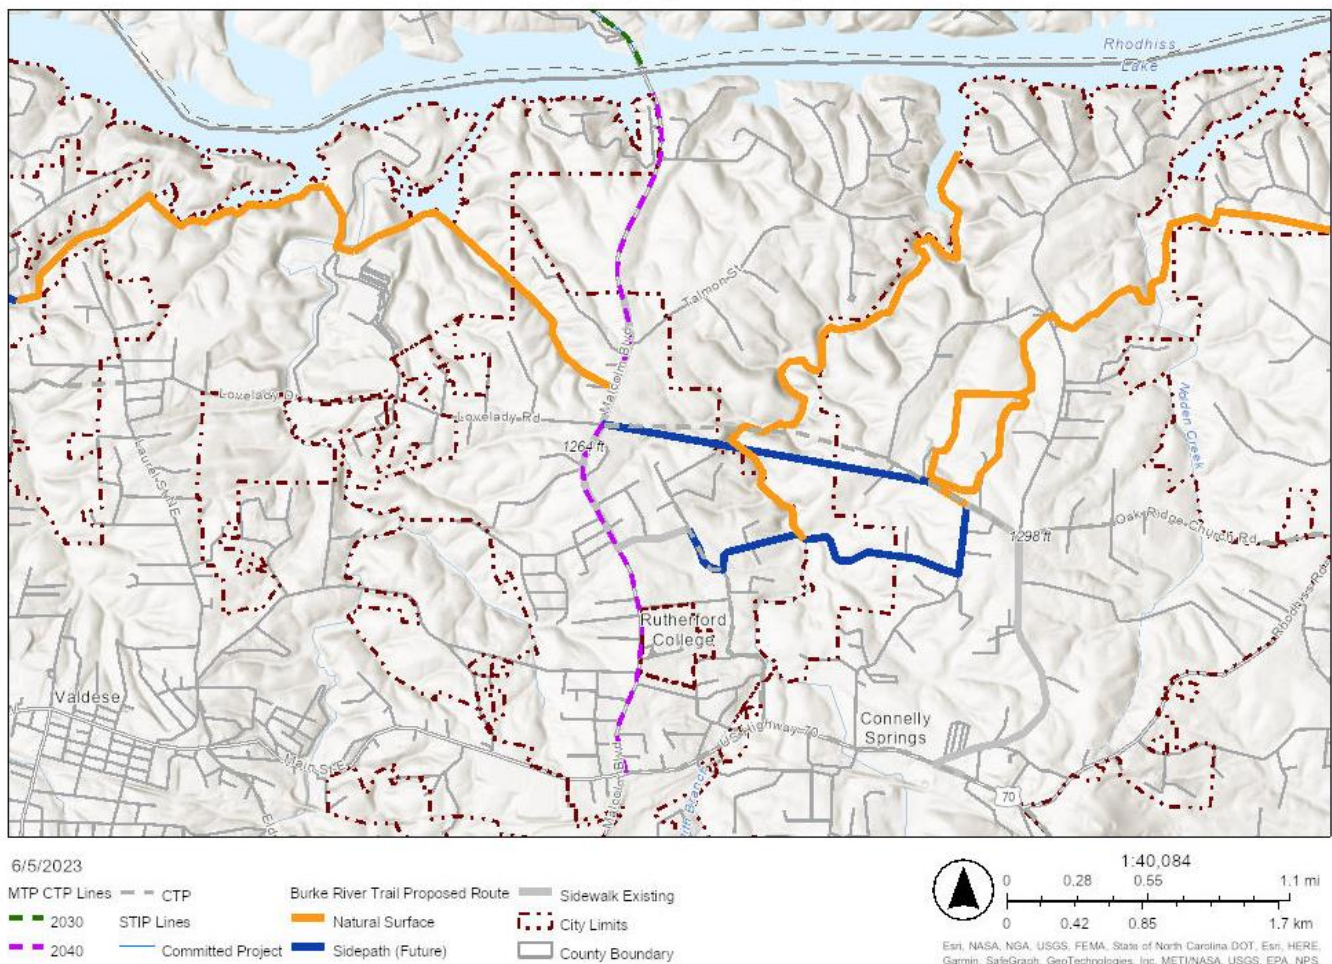 Rhodhiss
Lake
Talmon St
Malcolm Blvd
Lovelady Dr
Lovelady Rd
1264 ft
Laurel St NE
Naiden Creek
Oak Ridge Church Rd
1298 ft
Rhodhiss Rd
Rutherford
College
Valdese
Connelly
Springs
US Highway 70
Main St E
70
6/5/2023
MTP CTP Lines
2030
2040
CTP
STIP Lines
Committed Project
Burke River Trail Proposed Route
Natural Surface
Sidepath (Future)
Sidewalk Existing
City Limits
County Boundary
1:40,084
0 0.28 0.55 1.1 mi
0 0.42 0.85 1.7 km
Esri, NASA, NGA, USGS, FEMA, State of North Carolina DOT, Esri, HERE,
Garmin, SafeGraph, GeoTechnologies, Inc, METI/NASA, USGS, EPA, NPS,